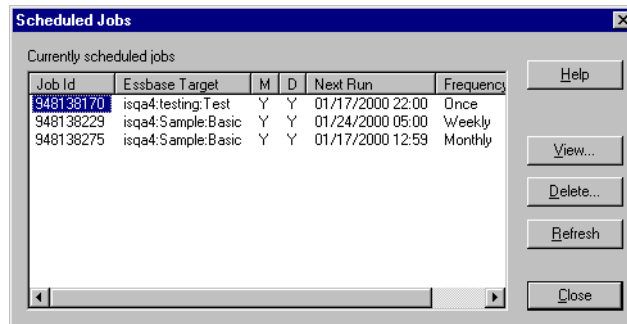 Scheduled Jobs
Currently scheduled jobs
Job Id Essbase Target M D Next Run Frequency
948138170 isqa4:testing:Test Y Y 01/17/2000 22:00 Once
948138229 isqa4:Sample:Basic Y Y 01/24/2000 05:00 Weekly
948138275 isqa4:Sample:Basic Y Y 01/17/2000 12:59 Monthly
Help
View...
Delete...
Refresh
Close